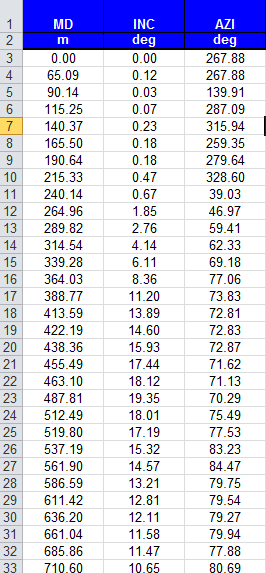 1 MD INC AZI
2 m deg deg
3 0.00 0.00 267.88
4 65.09 0.12 267.88
5 90.14 0.03 139.91
6 115.25 0.07 287.09
7 140.37 0.23 315.94
8 165.50 0.18 259.35
9 190.64 0.18 279.64
10 215.33 0.47 328.60
11 240.14 0.67 39.03
12 264.96 1.85 46.97
13 289.82 2.76 59.41
14 314.54 4.14 62.33
15 339.28 6.11 69.18
16 364.03 8.36 77.06
17 388.77 11.20 73.83
18 413.59 13.89 72.81
19 422.19 14.60 72.83
20 438.36 15.93 72.87
21 455.49 17.44 71.62
22 463.10 18.12 71.13
23 487.81 19.35 70.29
24 512.49 18.01 75.49
25 519.80 17.19 77.53
26 537.19 15.32 83.23
27 561.90 14.57 84.47
28 586.59 13.21 79.75
29 611.42 12.81 79.54
30 636.20 12.11 79.27
31 661.04 11.58 79.94
32 685.86 11.47 77.88
33 710.60 10.65 80.69